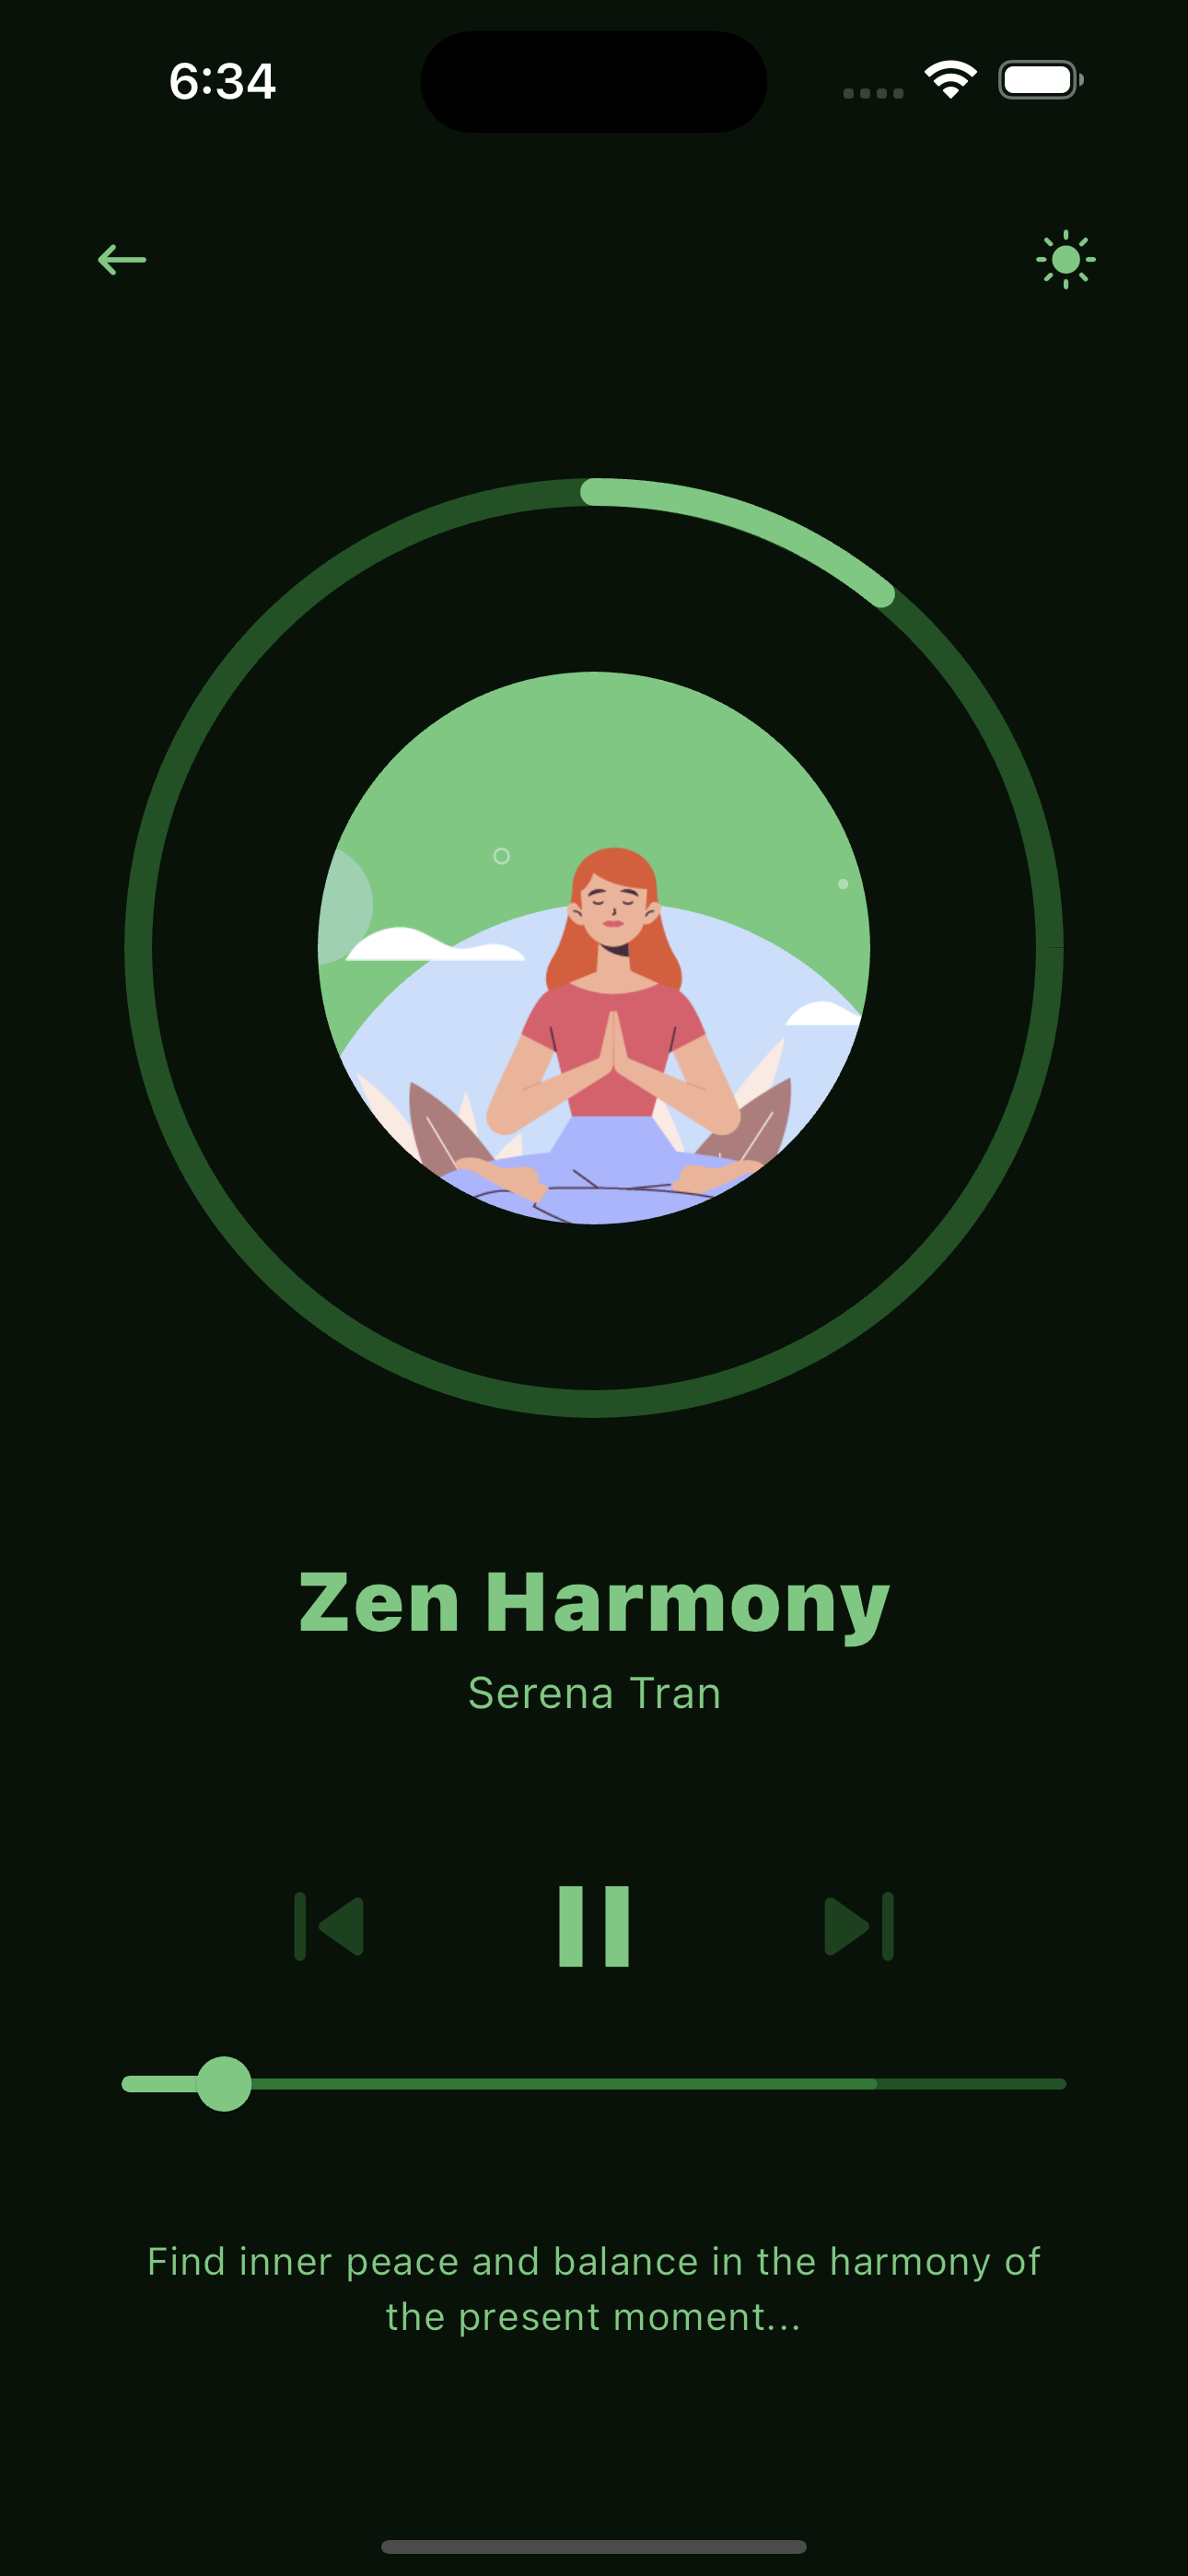 6:34
Zen Harmony
Serena Tran
Find inner peace and balance in the harmony of
the present moment...